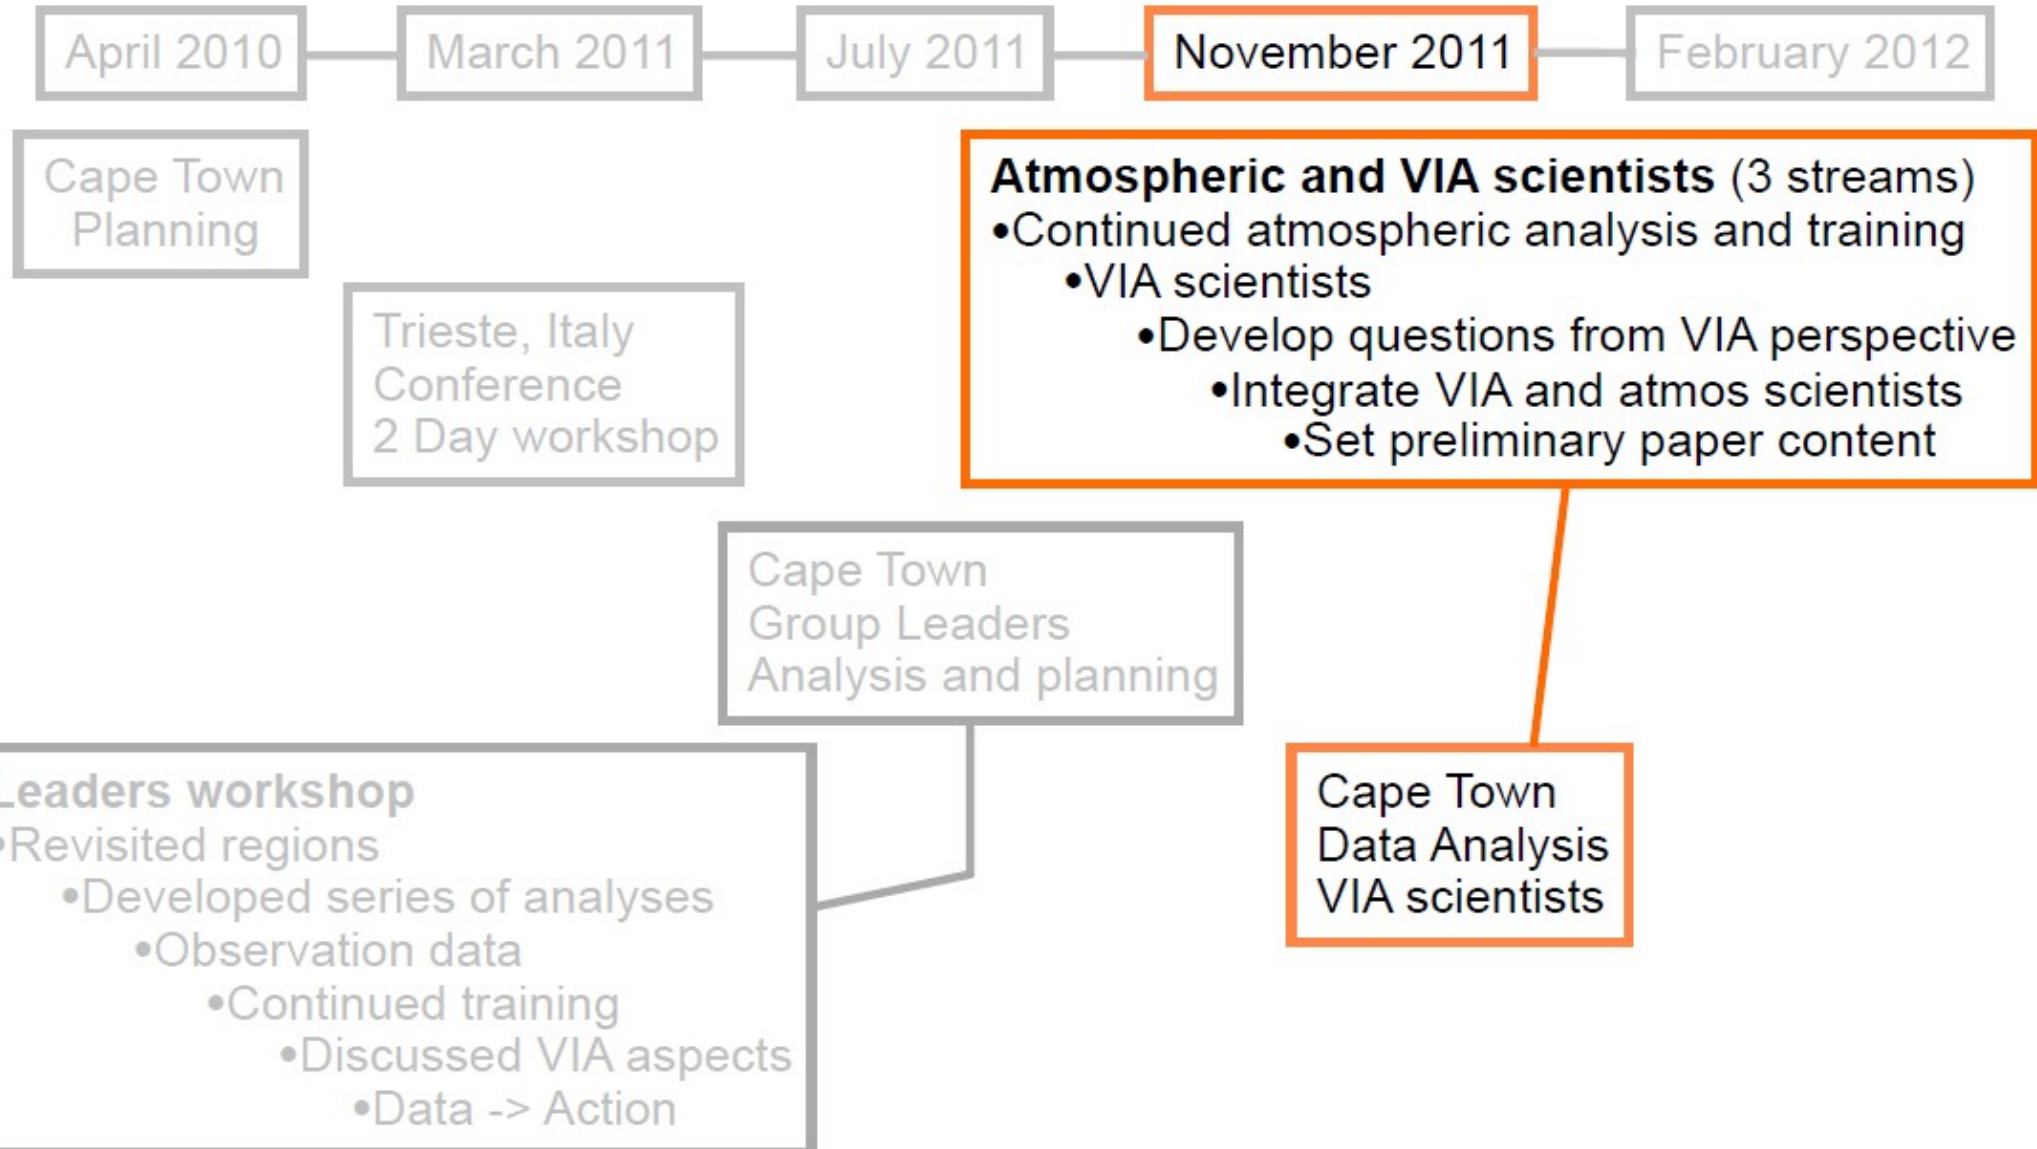 April 2010
March 2011
July 2011
November 2011
February 2012
Cape Town
Planning
Trieste, Italy
Conference
2 Day workshop
Atmospheric and VIA scientists (3 streams)
•Continued atmospheric analysis and training
•VIA scientists
•Develop questions from VIA perspective
•Integrate VIA and atmos scientists
•Set preliminary paper content
Cape Town
Group Leaders
Analysis and planning
Leaders workshop
•Revisited regions
•Developed series of analyses
•Observation data
•Continued training
•Discussed VIA aspects
•Data -> Action
Cape Town
Data Analysis
VIA scientists